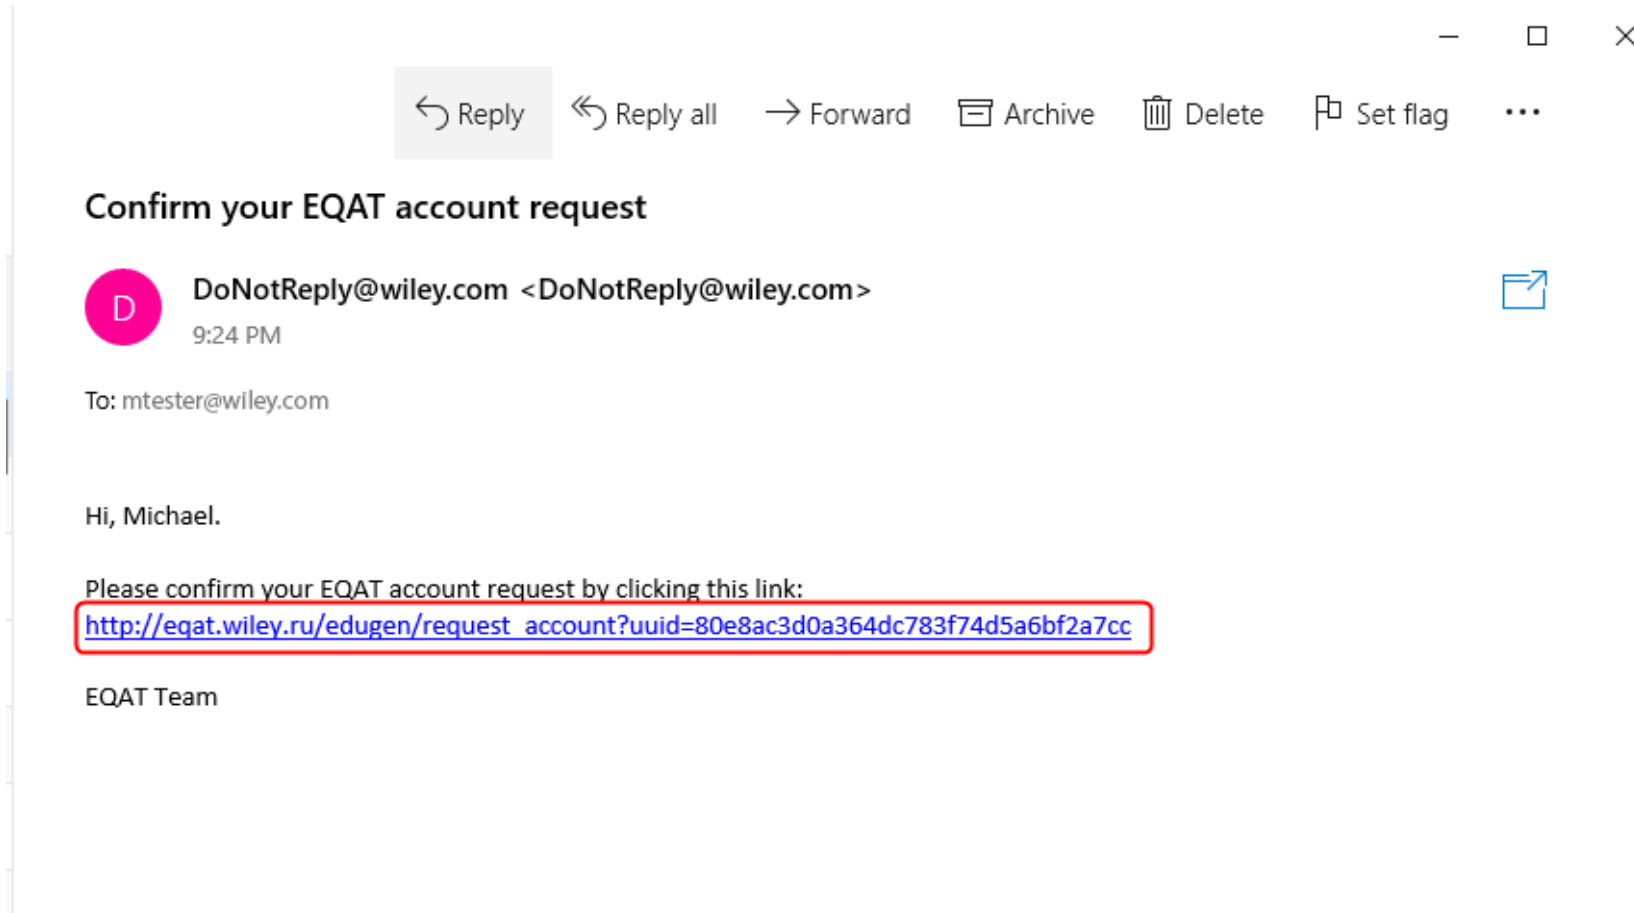 Reply Reply all Forward Archive Delete Set flag
Confirm your EQAT account request
D
DoNotReply@wiley.com <DoNotReply@wiley.com>
9:24 PM
To: mtester@wiley.com
Hi, Michael.
Please confirm your EQAT account request by clicking this link:
http://eqat.wiley.ru/edugen/request_account?uuid=80e8ac3d0a364dc783f74d5a6bf2a7cc
EQAT Team